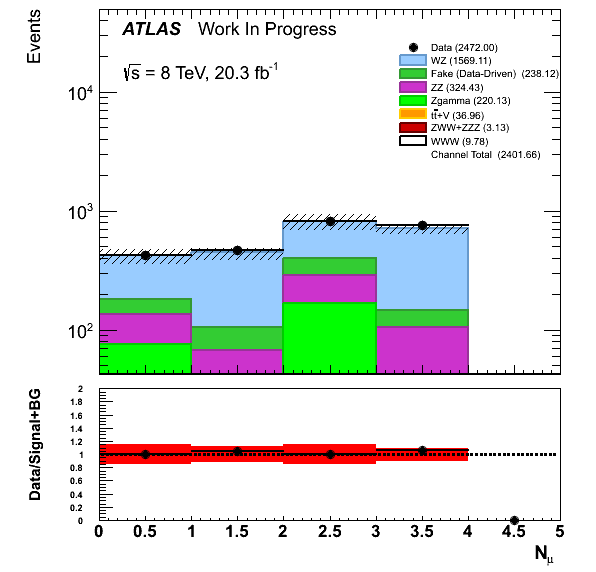 Events
ATLAS Work In Progress
√s = 8 TeV, 20.3 fb⁻¹
Data (2472.00)
WZ (1569.11)
Fake (Data-Driven) (238.12)
ZZ (324.43)
Zgamma (220.13)
tt̄+V (36.96)
ZWW+ZZZ (3.13)
WWW (9.78)
Channel Total (2401.66)
10⁴
10³
10²
Data/Signal+BG
2
1.8
1.6
1.4
1.2
1
0.8
0.6
0.4
0.2
0
0 0.5 1 1.5 2 2.5 3 3.5 4 4.5 5
Nμ